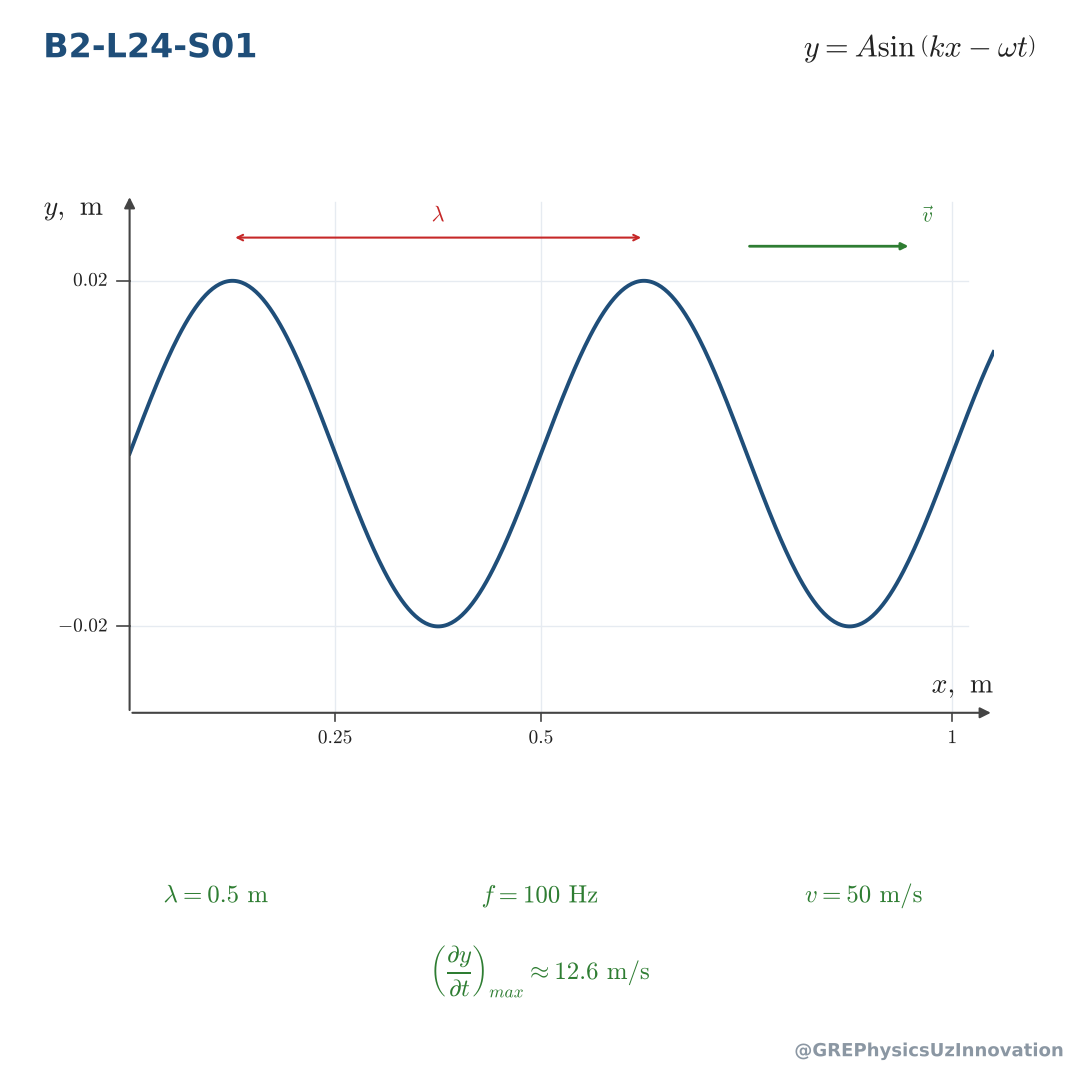 B2-L24-S01
y = A sin (kx − ωt)
y, m
λ
v⃗
0.02
−0.02
x, m
0.25 0.5 1
λ = 0.5 m f = 100 Hz v = 50 m/s
(∂y/∂t)max ≈ 12.6 m/s
@GREPhysicsUzInnovation